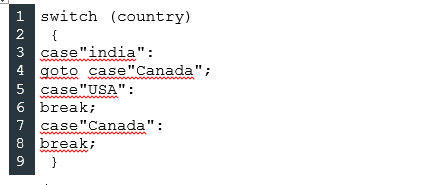 1 switch (country)
2 {
3 case"india":
4 goto case"Canada";
5 case"USA":
6 break;
7 case"Canada":
8 break;
9 }